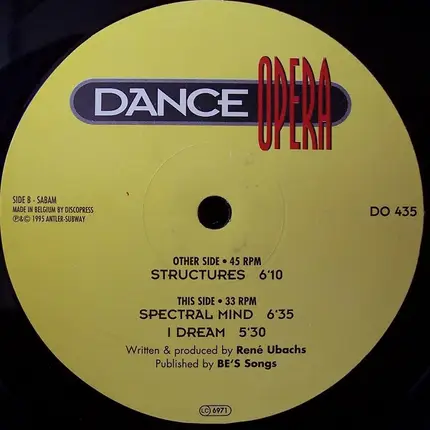 DANCE OPERA
SIDE B - SABAM
MADE IN BELGIUM BY DISCOPRESS
℗&© 1995 ANTLER-SUBWAY
DO 435
OTHER SIDE • 45 RPM
STRUCTURES 6'10
THIS SIDE • 33 RPM
SPECTRAL MIND 6'35
I DREAM 5'30
Written & produced by René Ubachs
Published by BE'S Songs
LC 6971